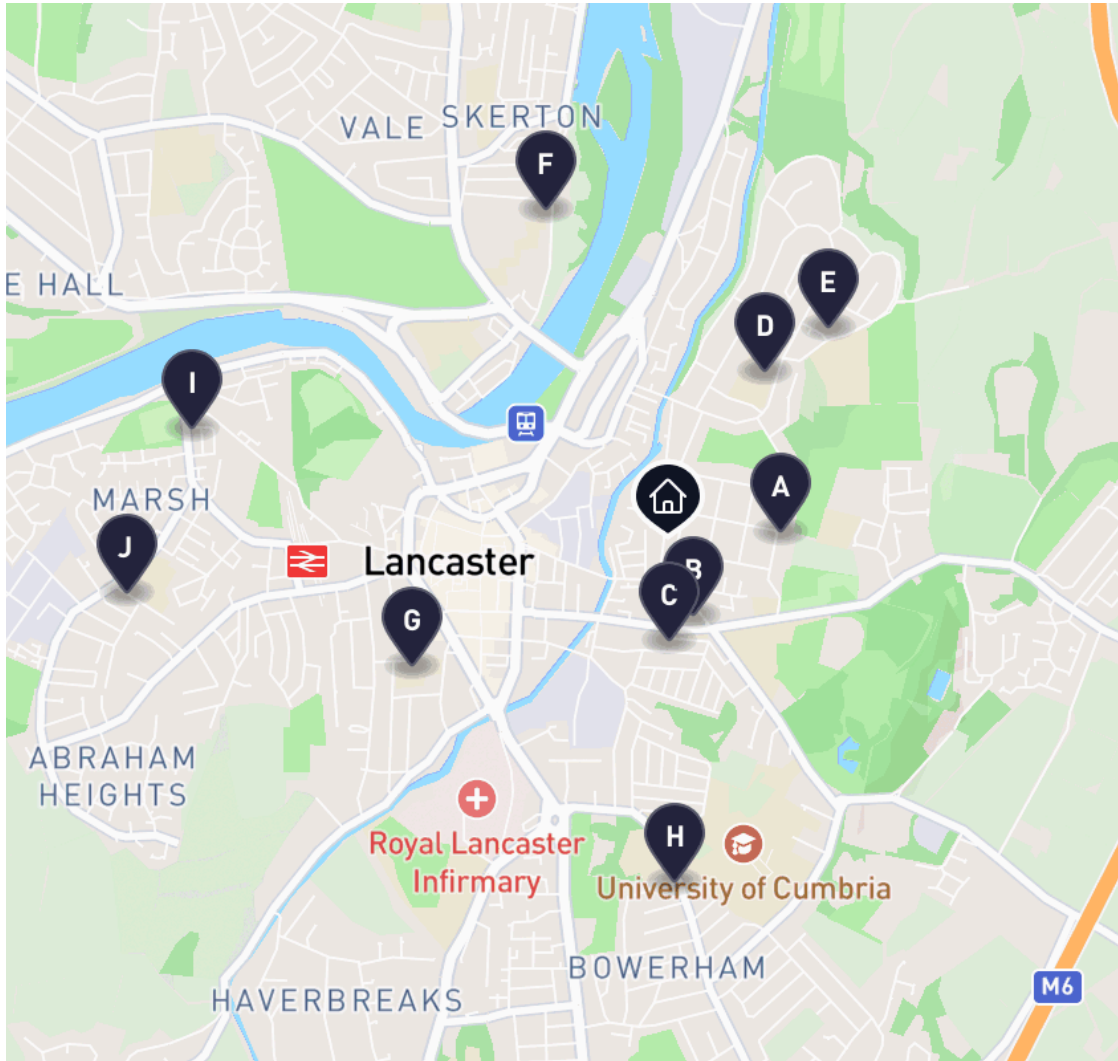 VALE
SKERTON
F
E HALL
E
D
I
A
MARSH
J
Lancaster
B
C
G
ABRAHAM
HEIGHTS
Royal Lancaster
Infirmary
H
University of Cumbria
BOWERHAM
HAVERBREAKS
M6